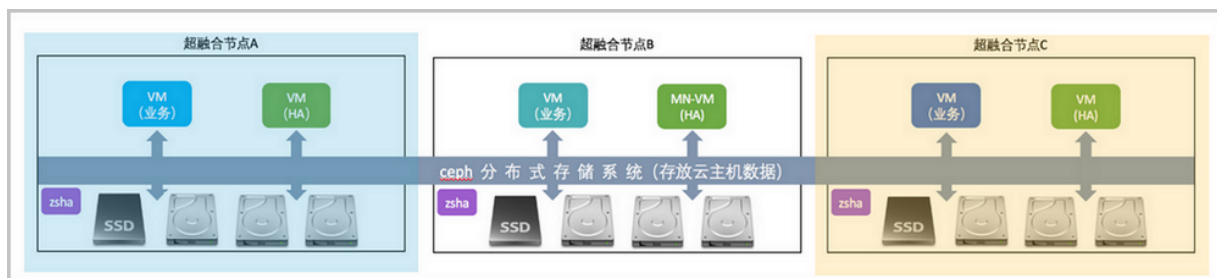 超融合节点A
超融合节点B
超融合节点C
VM
(业务)
VM
(HA)
VM
(业务)
MN-VM
(HA)
VM
(业务)
VM
(HA)
ceph 分 布 式 存 储 系 统（存放云主机数据）
zsha
SSD
zsha
SSD
zsha
SSD